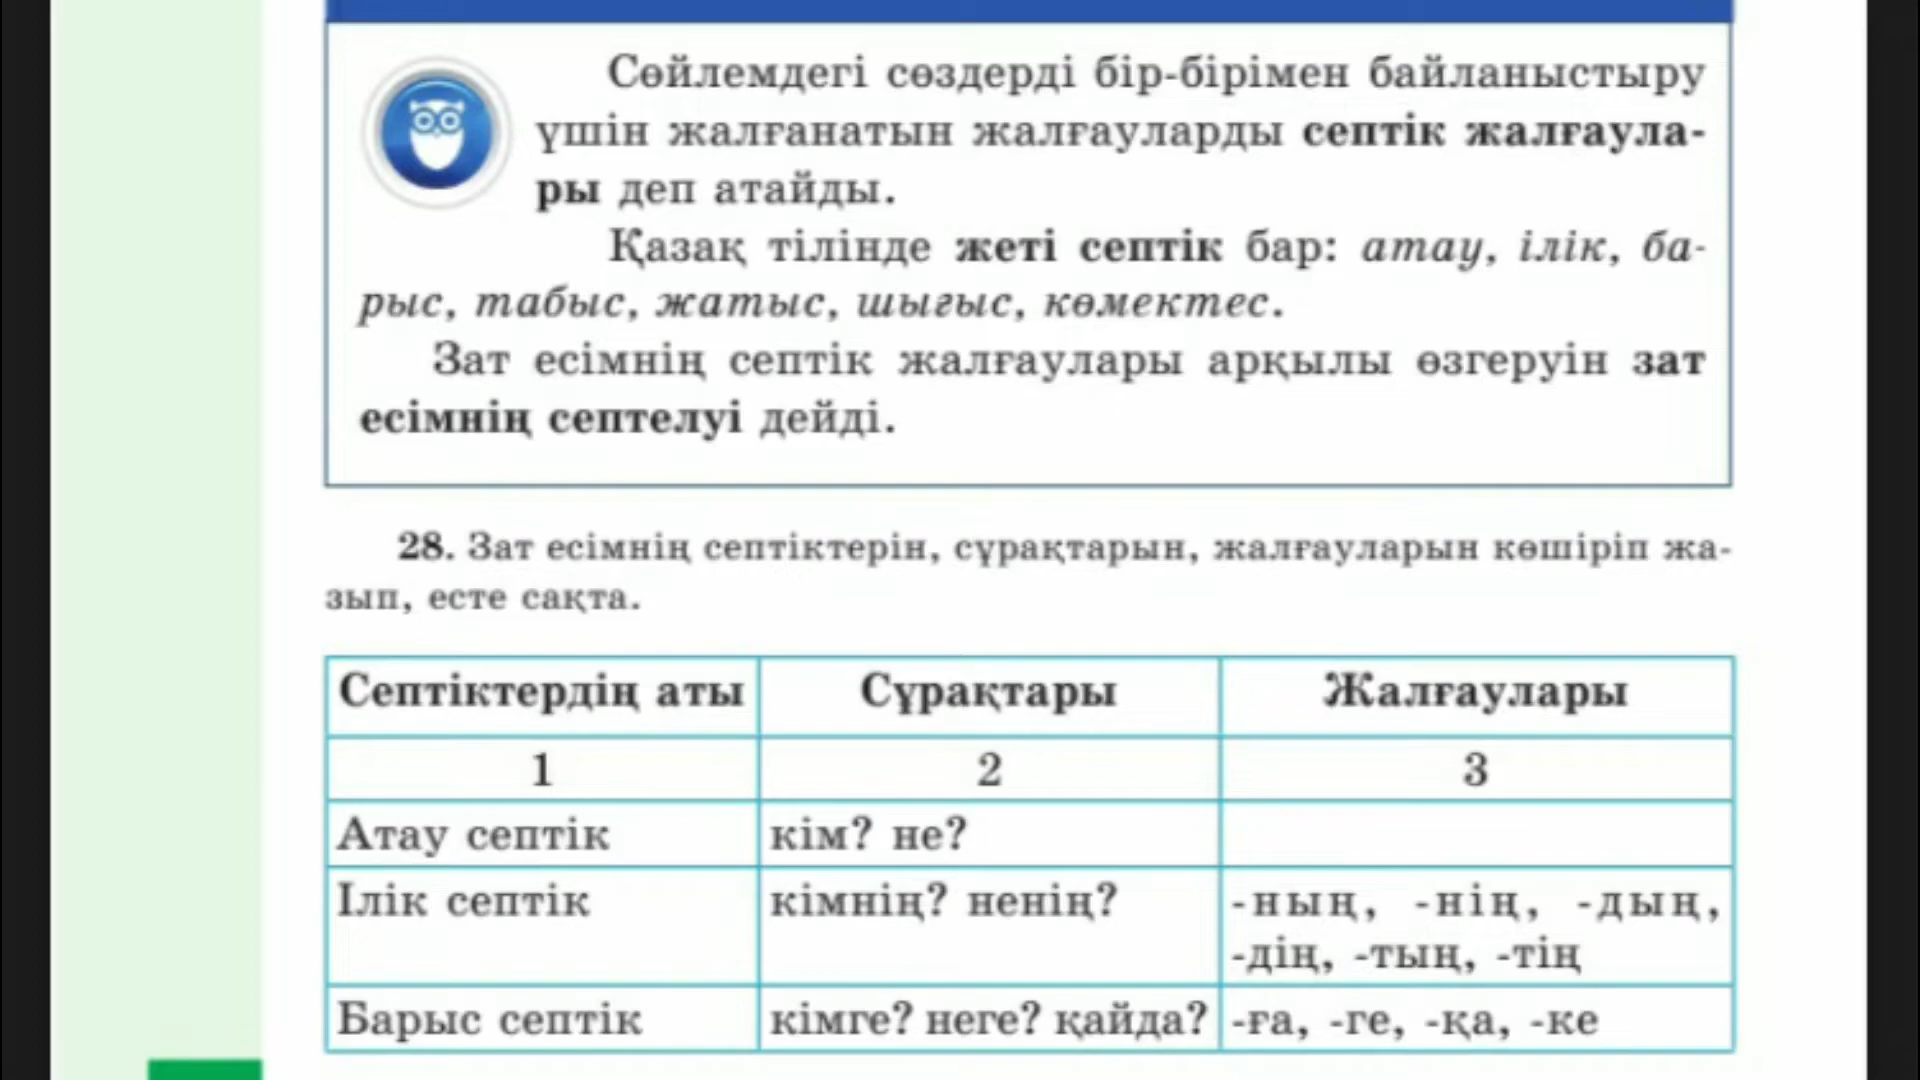 Сөйлемдегі сөздерді бір-бірімен байланыстыру
үшін жалғанатын жалғауларды септік жалғаула-
ры деп атайды.
Қазақ тілінде жеті септік бар: атау, ілік, ба-
рыс, табыс, жатыс, шығыс, көмектес.
Зат есімнің септік жалғаулары арқылы өзгеруін зат
есімнің септелуі дейді.
28. Зат есімнің септіктерін, сұрақтарын, жалғауларын көшіріп жа-
зып, есте сақта.
Септіктердің аты Сұрақтары Жалғаулары
1 2 3
Атау септік кім? не?
Ілік септік кімнің? ненің? -ның, -нің, -дың,
-дің, -тың, -тің
Барыс септік кімге? неге? қайда? -ға, -ге, -қа, -ке